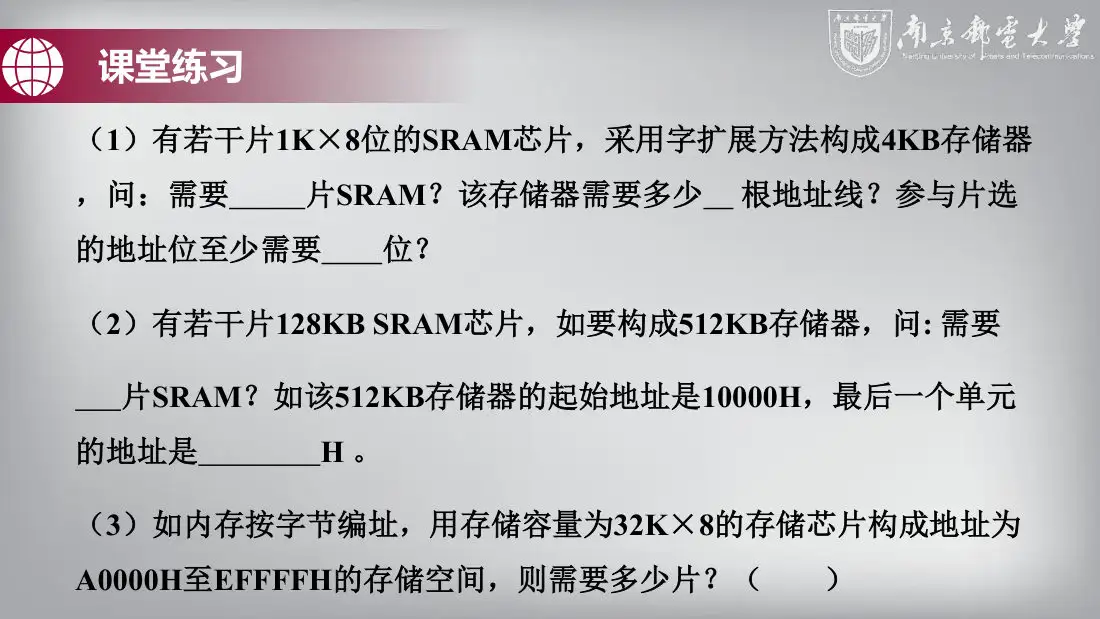 南京邮电大学
Nanjing University of Posts and Telecommunications
课堂练习
（1）有若干片1K×8位的SRAM芯片，采用字扩展方法构成4KB存储器
，问：需要_____片SRAM？该存储器需要多少__ 根地址线？参与片选
的地址位至少需要____位？
（2）有若干片128KB SRAM芯片，如要构成512KB存储器，问: 需要
___片SRAM？如该512KB存储器的起始地址是10000H，最后一个单元
的地址是________H 。
（3）如内存按字节编址，用存储容量为32K×8的存储芯片构成地址为
A0000H至EFFFFH的存储空间，则需要多少片？（　　）